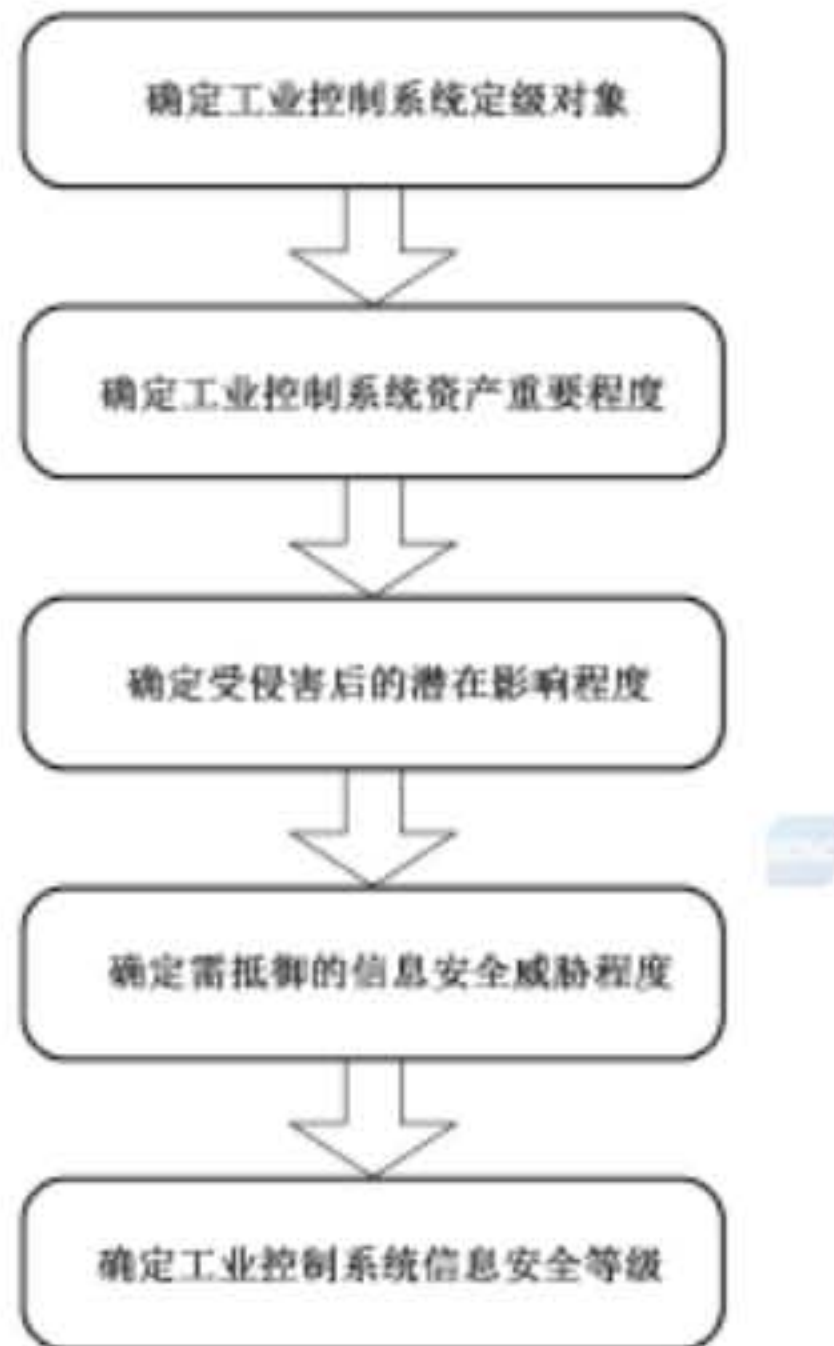 确定工业控制系统定级对象
确定工业控制系统资产重要程度
确定受侵害后的潜在影响程度
确定需抵御的信息安全威胁程度
确定工业控制系统信息安全等级